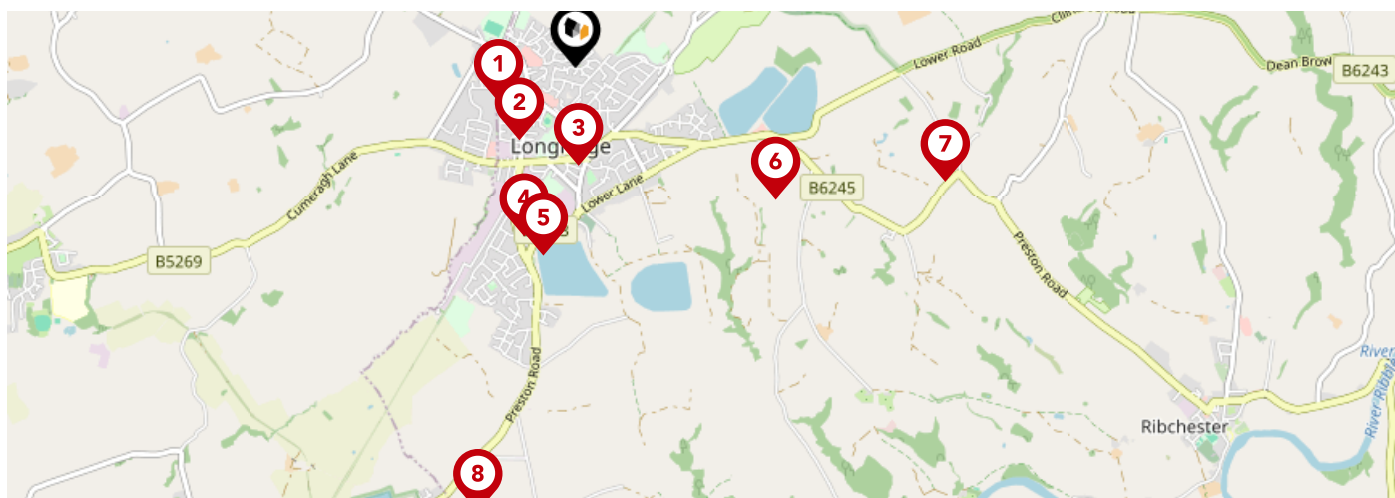 1
2
3
4
5
6
7
8
Lower Road
Dean Brow
B6243
Cumeragh Lane
Lower Lane
B6245
B5269
Preston Road
Preston Road
Ribchester
River Ribble
River